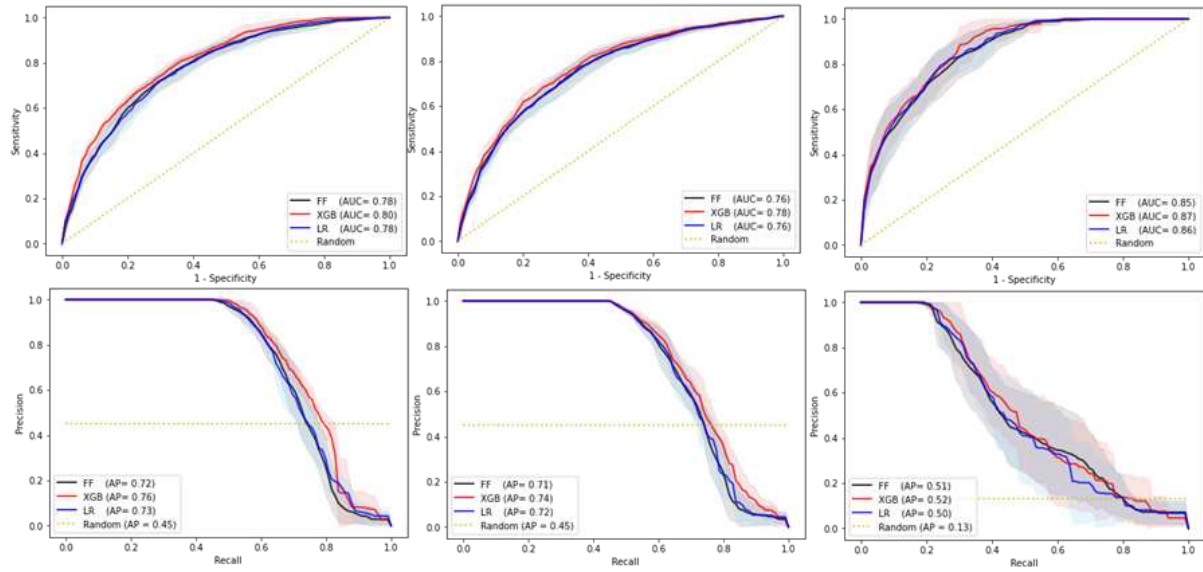 1.0
0.8
0.6
0.4
0.2
0.0
Sensitivity
FF (AUC= 0.78)
XGB (AUC= 0.80)
LR (AUC= 0.78)
Random
0.0 0.2 0.4 0.6 0.8 1.0
1 - Specificity
1.0
0.8
0.6
0.4
0.2
0.0
Sensitivity
FF (AUC= 0.76)
XGB (AUC= 0.78)
LR (AUC= 0.76)
Random
0.0 0.2 0.4 0.6 0.8 1.0
1 - Specificity
1.0
0.8
0.6
0.4
0.2
0.0
Sensitivity
FF (AUC= 0.85)
XGB (AUC= 0.87)
LR (AUC= 0.86)
Random
0.0 0.2 0.4 0.6 0.8 1.0
1 - Specificity
1.0
0.8
0.6
0.4
0.2
0.0
Precision
FF (AP= 0.72)
XGB (AP= 0.76)
LR (AP= 0.73)
Random (AP = 0.45)
0.0 0.2 0.4 0.6 0.8 1.0
Recall
1.0
0.8
0.6
0.4
0.2
0.0
Precision
FF (AP= 0.71)
XGB (AP= 0.74)
LR (AP= 0.72)
Random (AP = 0.45)
0.0 0.2 0.4 0.6 0.8 1.0
Recall
1.0
0.8
0.6
0.4
0.2
0.0
Precision
FF (AP= 0.51)
XGB (AP= 0.52)
LR (AP= 0.50)
Random (AP = 0.13)
0.0 0.2 0.4 0.6 0.8 1.0
Recall